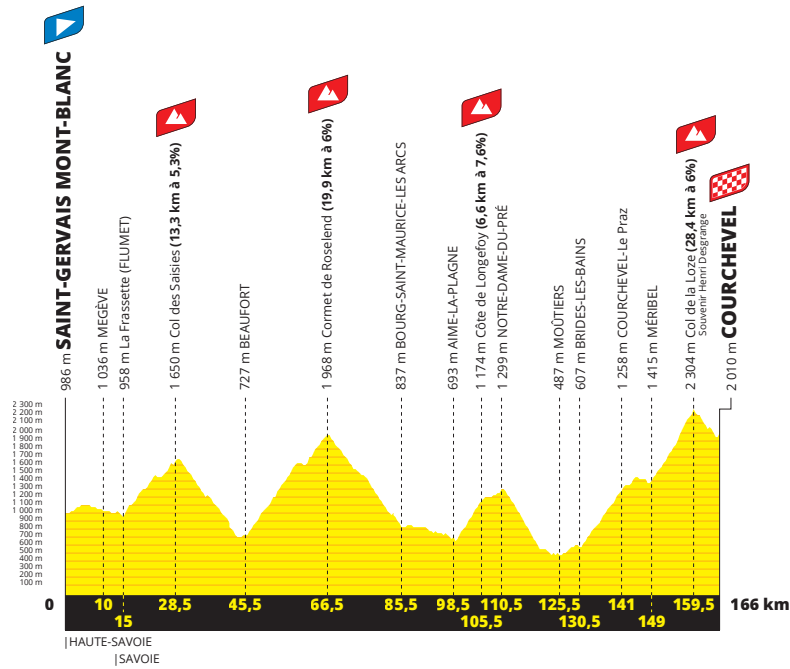 986 m SAINT-GERVAIS MONT-BLANC
1 036 m MEGÈVE
958 m La Frassette (FLUMET)
1 650 m Col des Saisies (13,3 km à 5,3%)
727 m BEAUFORT
1 968 m Cormet de Roselend (19,9 km à 6%)
837 m BOURG-SAINT-MAURICE-LES ARCS
693 m AIME-LA-PLAGNE
1 174 m Côte de Longefoy (6,6 km à 7,6%)
1 299 m NOTRE-DAME-DU-PRÉ
487 m MOÛTIERS
607 m BRIDES-LES-BAINS
1 258 m COURCHEVEL-Le Praz
1 415 m MÉRIBEL
2 304 m Col de la Loze (28,4 km à 6%)
Souvenir Henri Desgrange
2 010 m COURCHEVEL
2 300 m
2 200 m
2 100 m
2 000 m
1 900 m
1 800 m
1 700 m
1 600 m
1 500 m
1 400 m
1 300 m
1 200 m
1 100 m
1 000 m
900 m
800 m
700 m
600 m
500 m
400 m
300 m
200 m
100 m
0 10 28,5 45,5 66,5 85,5 98,5 110,5 125,5 141 159,5 166 km
15 105,5 130,5 149
|HAUTE-SAVOIE
|SAVOIE